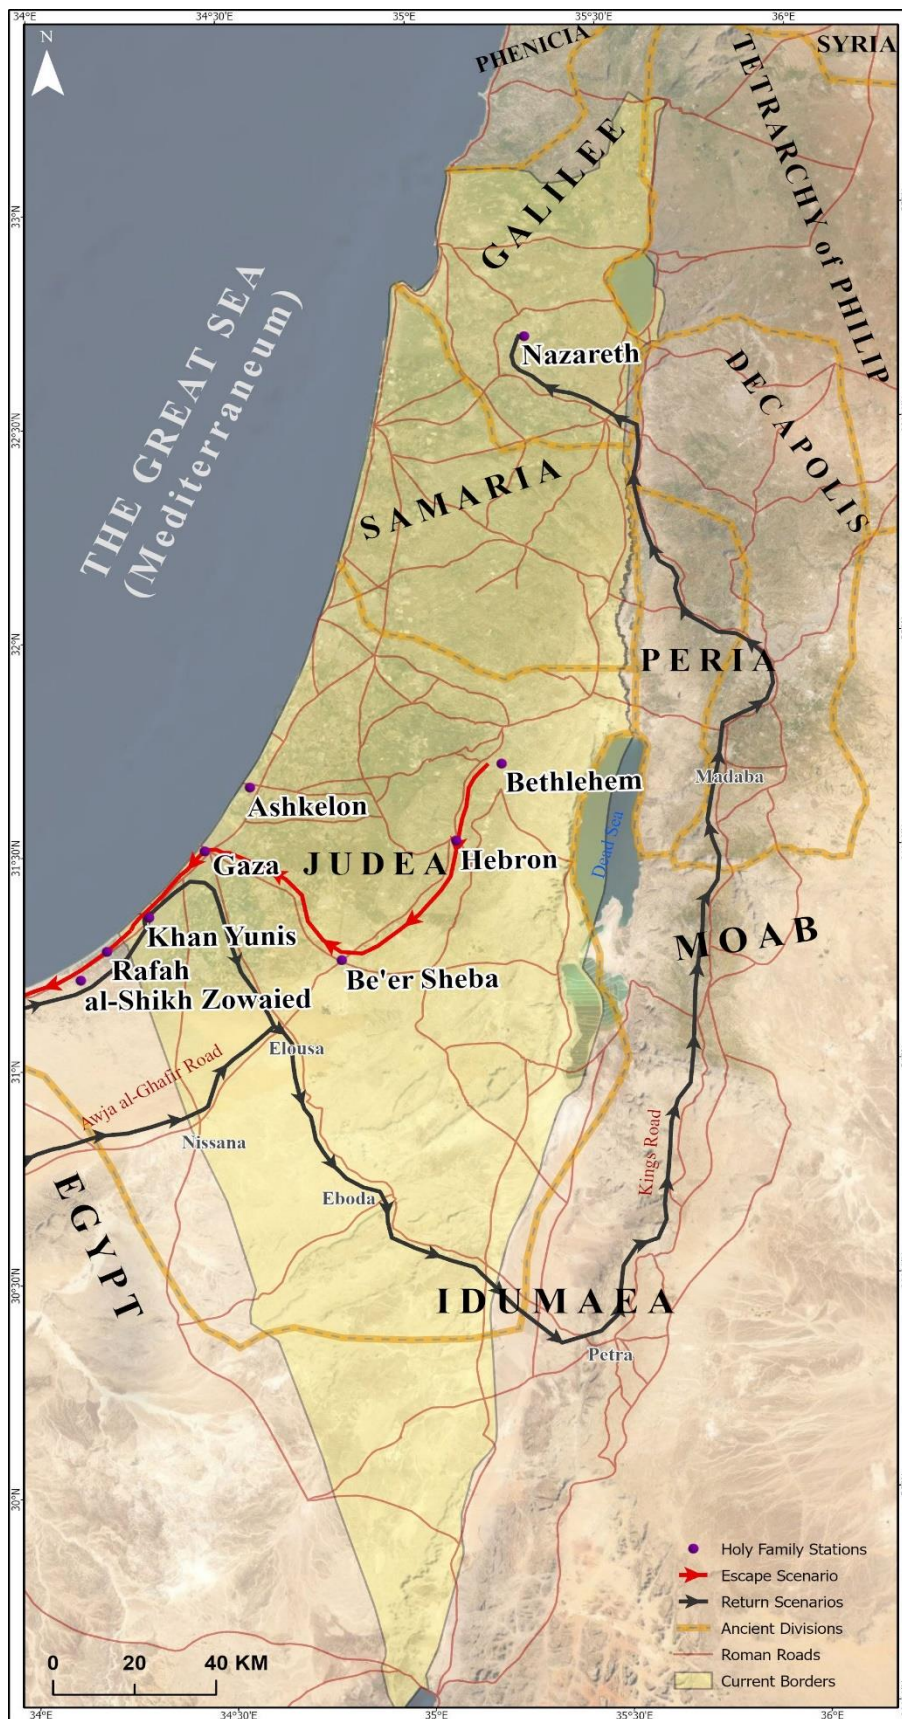 34°E
34°30'E
35°E
35°30'E
36°E
N
PHENICIA
SYRIA
TETRARCHY of PHILIP
GALILEE
33°N
THE GREAT SEA
(Mediterraneum)
Nazareth
DECAPOLIS
32°30'N
SAMARIA
32°N
PERIA
Bethlehem
Madaba
Ashkelon
Dead Sea
31°30'N
Gaza
JUDEA
Hebron
Khan Yunis
MOAB
Rafah
Be'er Sheba
al-Shikh Zowaied
Elousa
31°N
Awja al-Ghafir Road
Nissana
Kings Road
EGYPT
Eboda
30°30'N
IDUMAEA
Petra
30°N
Holy Family Stations
Escape Scenario
Return Scenarios
Ancient Divisions
Roman Roads
Current Borders
0 20 40 KM
34°E
34°30'E
35°E
35°30'E
36°E